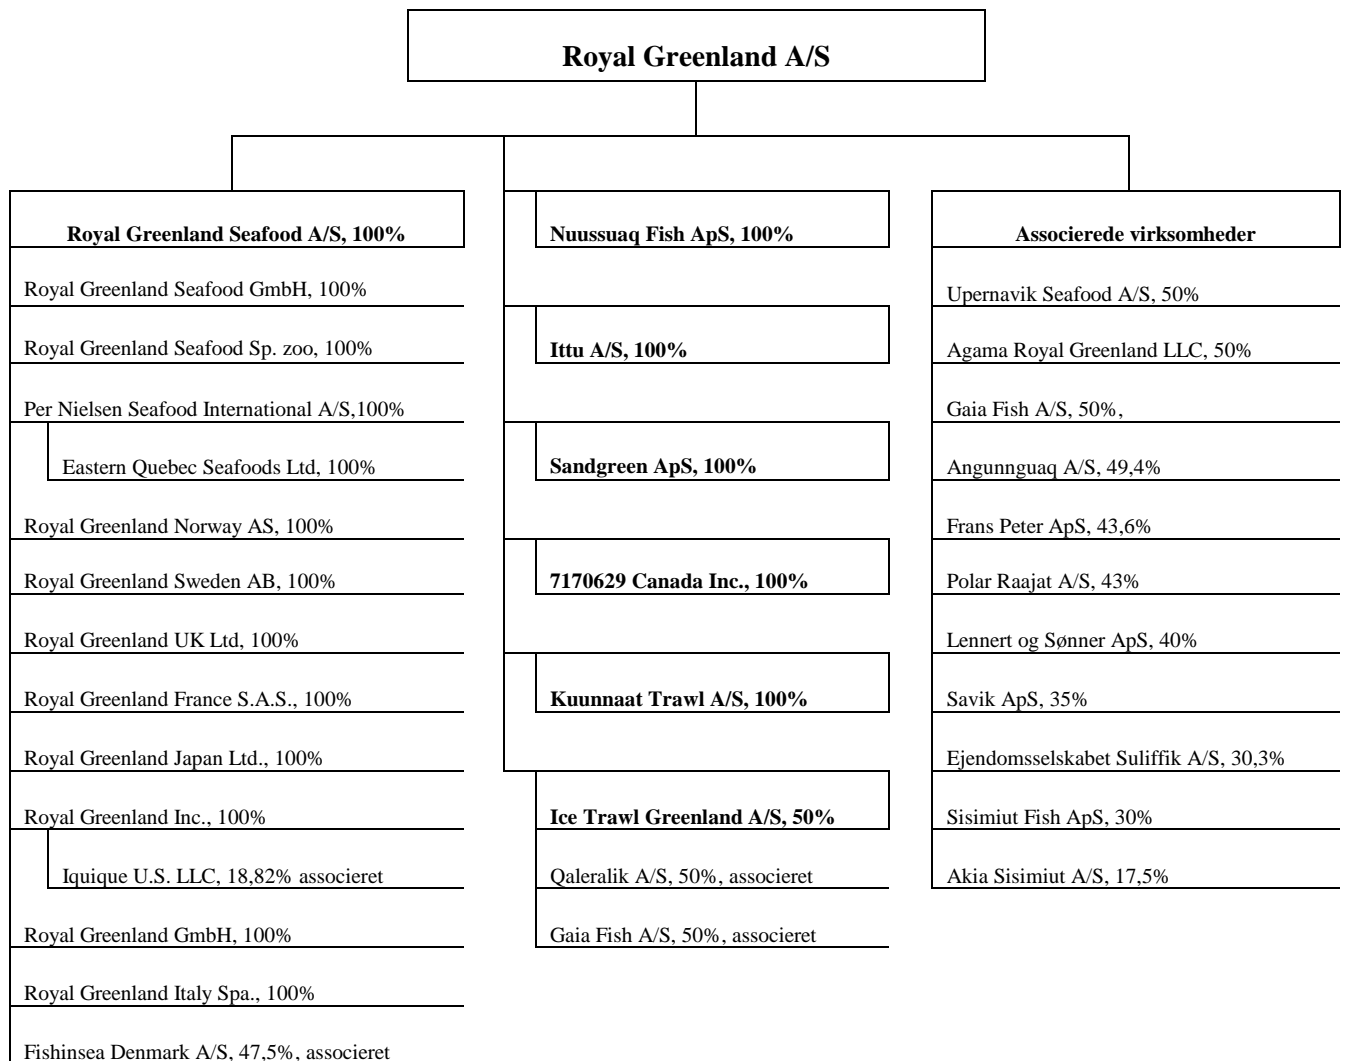 Royal Greenland A/S
Royal Greenland Seafood A/S, 100%
Royal Greenland Seafood GmbH, 100%
Royal Greenland Seafood Sp. zoo, 100%
Per Nielsen Seafood International A/S,100%
Eastern Quebec Seafoods Ltd, 100%
Royal Greenland Norway AS, 100%
Royal Greenland Sweden AB, 100%
Royal Greenland UK Ltd, 100%
Royal Greenland France S.A.S., 100%
Royal Greenland Japan Ltd., 100%
Royal Greenland Inc., 100%
Iquique U.S. LLC, 18,82% associeret
Royal Greenland GmbH, 100%
Royal Greenland Italy Spa., 100%
Fishinsea Denmark A/S, 47,5%, associeret
Nuussuaq Fish ApS, 100%
Ittu A/S, 100%
Sandgreen ApS, 100%
7170629 Canada Inc., 100%
Kuunnaat Trawl A/S, 100%
Ice Trawl Greenland A/S, 50%
Qaleralik A/S, 50%, associeret
Gaia Fish A/S, 50%, associeret
Associerede virksomheder
Upernavik Seafood A/S, 50%
Agama Royal Greenland LLC, 50%
Gaia Fish A/S, 50%,
Angunnguaq A/S, 49,4%
Frans Peter ApS, 43,6%
Polar Raajat A/S, 43%
Lennert og Sønner ApS, 40%
Savik ApS, 35%
Ejendomsselskabet Suliffik A/S, 30,3%
Sisimiut Fish ApS, 30%
Akia Sisimiut A/S, 17,5%